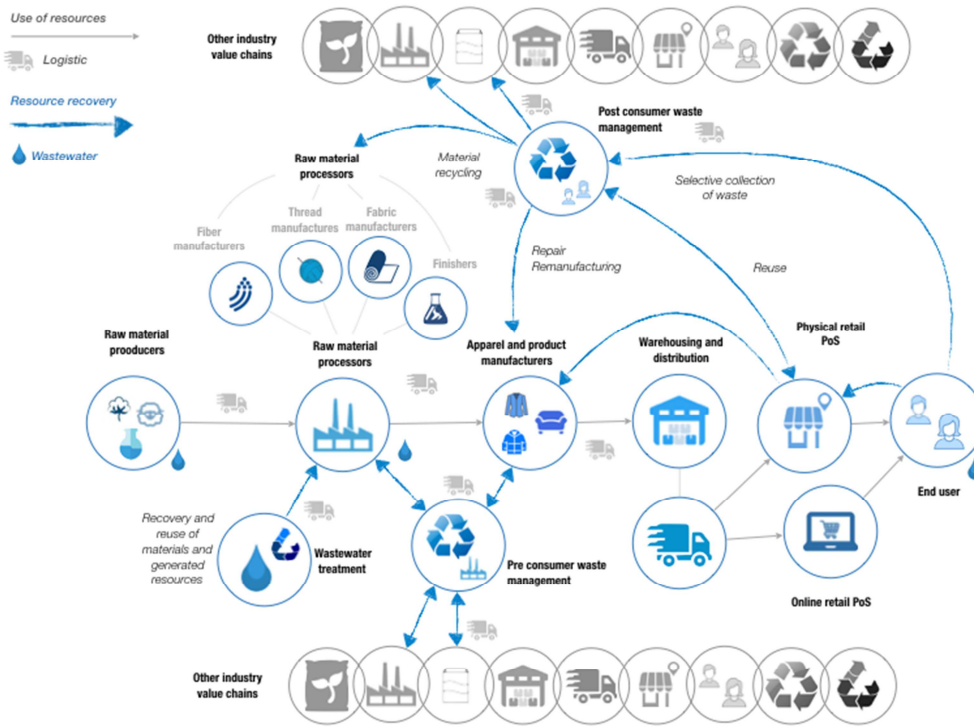 Use of resources
Logistic
Resource recovery
Wastewater
Other industry
value chains
Post consumer waste
management
Raw material
processors
Material
recycling
Selective collection
of waste
Fiber
manufacturers
Thread
manufactures
Fabric
manufacturers
Finishers
Repair
Remanufacturing
Reuse
Raw material
prooducers
Raw material
processors
Apparel and product
manufacturers
Warehousing and
distribution
Physical retail
PoS
End user
Recovery and
reuse of
materials and
generated
resources
Wastewater
treatment
Pre consumer waste
management
Online retail PoS
Other industry
value chains